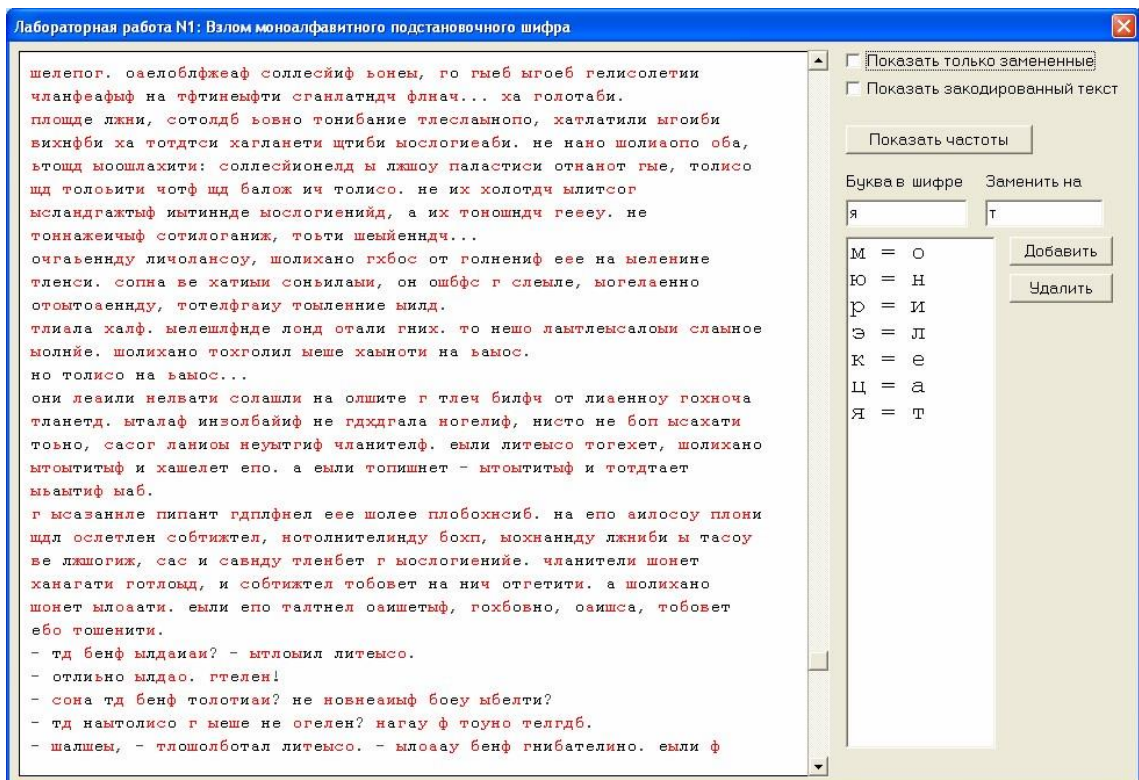 Лабораторная работа N1: Взлом моноалфавитного подстановочного шифра
шелепог. оаелоблфжеаф соллесйиф ьонеы, го гыеб ыгоеб гелисолетии
чланфеафыф на тфтинеыфти сганлатндч флнач... ха голотаби.
площде лжни, сотолдб ьовно тонибание тлеслаынопо, хатлатили ыгоиби
вихнфби ха тотдтси хагланети щтиби ыослогиеаби. не нано шолиаопо оба,
ьтощд ыоошлахити: соллесйионелд ы лжшоу паластиси отнанот гые, толисо
щд толоьити чотф щд балож ич толисо. не их холотдч ылитсог
ысландгажтыф иытиннде ыослогиенийд, а их тоношндч гееeу. не
тоннажеичыф сотилоганиж, тоьти шеыйенндч...
очгаьеннду личолансоу, шолихано гхбос от голнениф еее на ыеленине
тленси. сопна ве хатиыи соньилаыи, он ошбфс г слеыле, ыогелаенно
отоытоаеннду, тотелфгаиу тоыленние ыилд.
тлиала халф. ыелешлфнде лонд отали гних. то нешо лаытлеысалоыи слаыное
ыолнйе. шолихано тохголил ыеше хаыноти на ьаыос.
но толисо на ьаыос...
они леаили нелвати солашли на олшите г тлеч билфч от лиаенноу гохноча
тланетд. ыталаф инзолбайиф не гдхдгала ногелиф, нисто не боп ысахати
тоьно, сасог ланиоы неуытгиф чланителф. еыли литеысо тогехет, шолихано
ытоытитыф и хашелет епо. а еыли топишнет - ытоытитыф и тотдтает
ыьаытиф ыаб.
г ысазаннле пипант гдплфнел еее шолее плобохнсиб. на епо аилосоу плони
щдл ослетлен собтижтел, нотолнителинду бохп, ыохнаннду лжниби ы тасоу
ве лжшогиж, сас и савнду тленбет г ыослогиенийе. чланители шонет
ханагати готлоыд, и собтижтел тобовет на нич отгетити. а шолихано
шонет ылоаати. еыли епо талтнел оаишетыф, гохбовно, оаишса, тобовет
ебо тошенити.
- тд бенф ылдаиаи? - ытлоыил литеысо.
- отлиьно ылдао. гтелен!
- сона тд бенф толотиаи? не новнеаиыф боеу ыбелти?
- тд наытолисо г ыеше не огелен? нагау ф тоуно телгдб.
- шалшеы, - тлошолботал литеысо. - ылоаау бенф гнибателино. еыли ф
Показать только замененные
Показать закодированный текст
Показать частоты
Буква в шифре Заменить на
я т
м = о
ю = н
р = и
э = л
к = е
ц = а
я = т
Добавить
Удалить